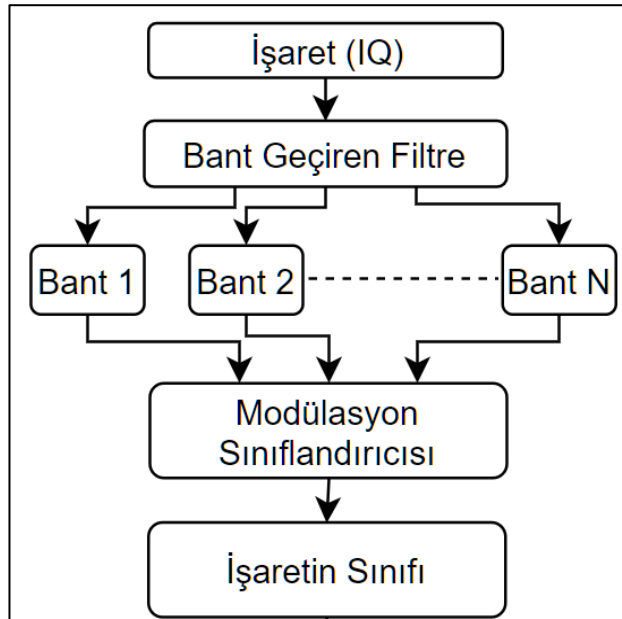 İşaret (IQ)
Bant Geçiren Filtre
Bant 1
Bant 2
Bant N
Modülasyon
Sınıflandırıcısı
İşaretin Sınıfı